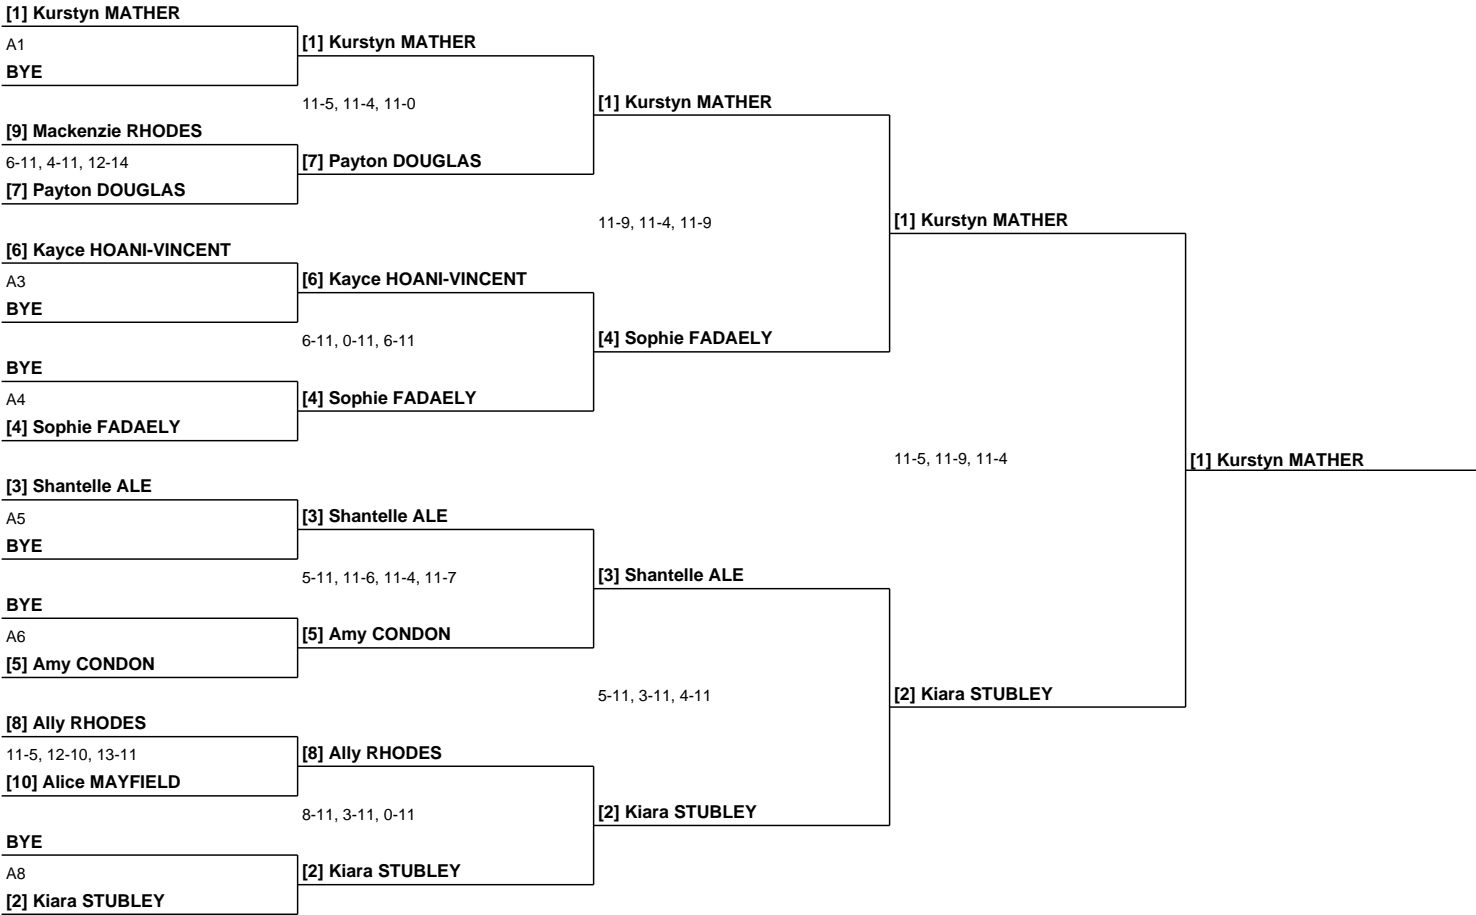 [1] Kurstyn MATHER
A1
BYE
[9] Mackenzie RHODES
6-11, 4-11, 12-14
[7] Payton DOUGLAS
[6] Kayce HOANI-VINCENT
A3
BYE
BYE
A4
[4] Sophie FADAELY
[3] Shantelle ALE
A5
BYE
BYE
A6
[5] Amy CONDON
[8] Ally RHODES
11-5, 12-10, 13-11
[10] Alice MAYFIELD
BYE
A8
[2] Kiara STUBLEY
[1] Kurstyn MATHER
11-5, 11-4, 11-0
[7] Payton DOUGLAS
[6] Kayce HOANI-VINCENT
6-11, 0-11, 6-11
[4] Sophie FADAELY
[3] Shantelle ALE
5-11, 11-6, 11-4, 11-7
[5] Amy CONDON
[8] Ally RHODES
8-11, 3-11, 0-11
[2] Kiara STUBLEY
[1] Kurstyn MATHER
11-9, 11-4, 11-9
[4] Sophie FADAELY
[3] Shantelle ALE
5-11, 3-11, 4-11
[2] Kiara STUBLEY
[1] Kurstyn MATHER
11-5, 11-9, 11-4
[2] Kiara STUBLEY
[1] Kurstyn MATHER